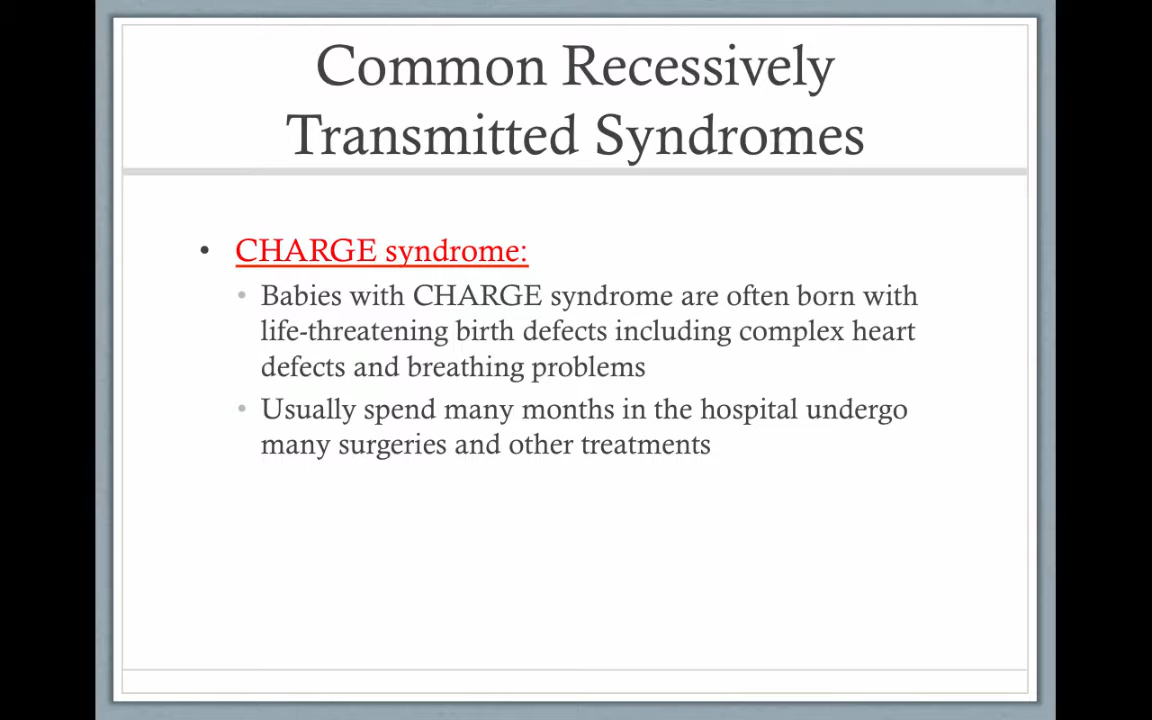 Common Recessively
Transmitted Syndromes
• CHARGE syndrome:
• Babies with CHARGE syndrome are often born with
life-threatening birth defects including complex heart
defects and breathing problems
• Usually spend many months in the hospital undergo
many surgeries and other treatments